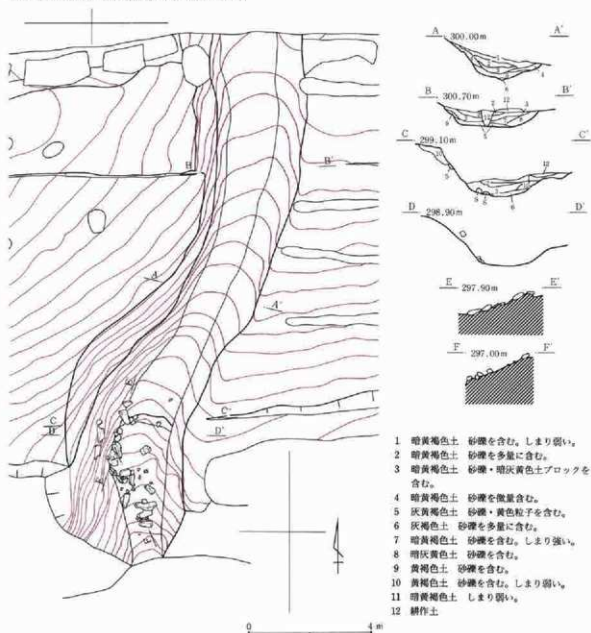 A 300.00m A'
B 300.70m B'
C 299.10m C'
D 298.90m D'
E 297.90m E'
F 297.00m F'
B B'
A A'
C C'
D D'
1 暗黄褐色土 砂礫を含む。しまり弱い。
2 暗黄褐色土 砂礫を多量に含む。
3 暗黄褐色土 砂礫・暗灰黄色土ブロックを
含む。
4 暗黄褐色土 砂礫を微量含む。
5 灰黄褐色土 砂礫・黄色粒子を含む。
6 灰褐色土 砂礫を多量に含む。
7 暗黄褐色土 砂礫を含む。しまり強い。
8 暗灰黄色土 砂礫を含む。
9 黄褐色土 砂礫を含む。
10 黄褐色土 砂礫を含む。しまり弱い。
11 暗黄褐色土 しまり弱い。
12 耕作土
0 4m